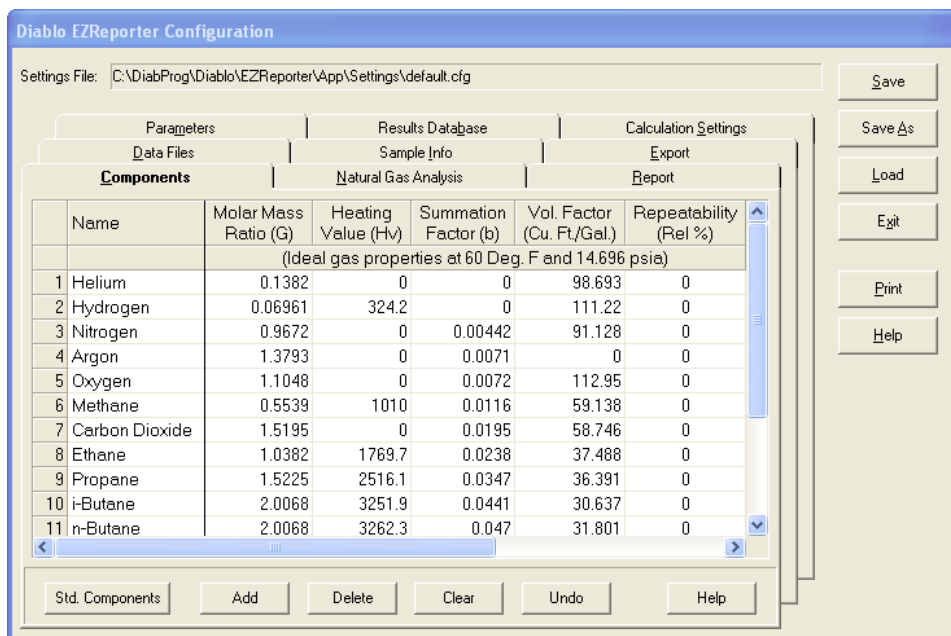 Diablo EZReporter Configuration
Settings File: C:\DiabProg\Diablo\EZReporter\App\Settings\default.cfg
Save
Parameters Results Database Calculation Settings
Save As
Data Files Sample Info Export
Components Natural Gas Analysis Report
Load
Name Molar Mass Ratio (G) Heating Value (Hv) Summation Factor (b) Vol. Factor (Cu. Ft./Gal.) Repeatability (Rel %)
Exit
(Ideal gas properties at 60 Deg. F and 14.696 psia)
1 Helium 0.1382 0 0 98.693 0
Print
2 Hydrogen 0.06961 324.2 0 111.22 0
3 Nitrogen 0.9672 0 0.00442 91.128 0
Help
4 Argon 1.3793 0 0.0071 0 0
5 Oxygen 1.1048 0 0.0072 112.95 0
6 Methane 0.5539 1010 0.0116 59.138 0
7 Carbon Dioxide 1.5195 0 0.0195 58.746 0
8 Ethane 1.0382 1769.7 0.0238 37.488 0
9 Propane 1.5225 2516.1 0.0347 36.391 0
10 i-Butane 2.0068 3251.9 0.0441 30.637 0
11 n-Butane 2.0068 3262.3 0.047 31.801 0
Std. Components Add Delete Clear Undo Help